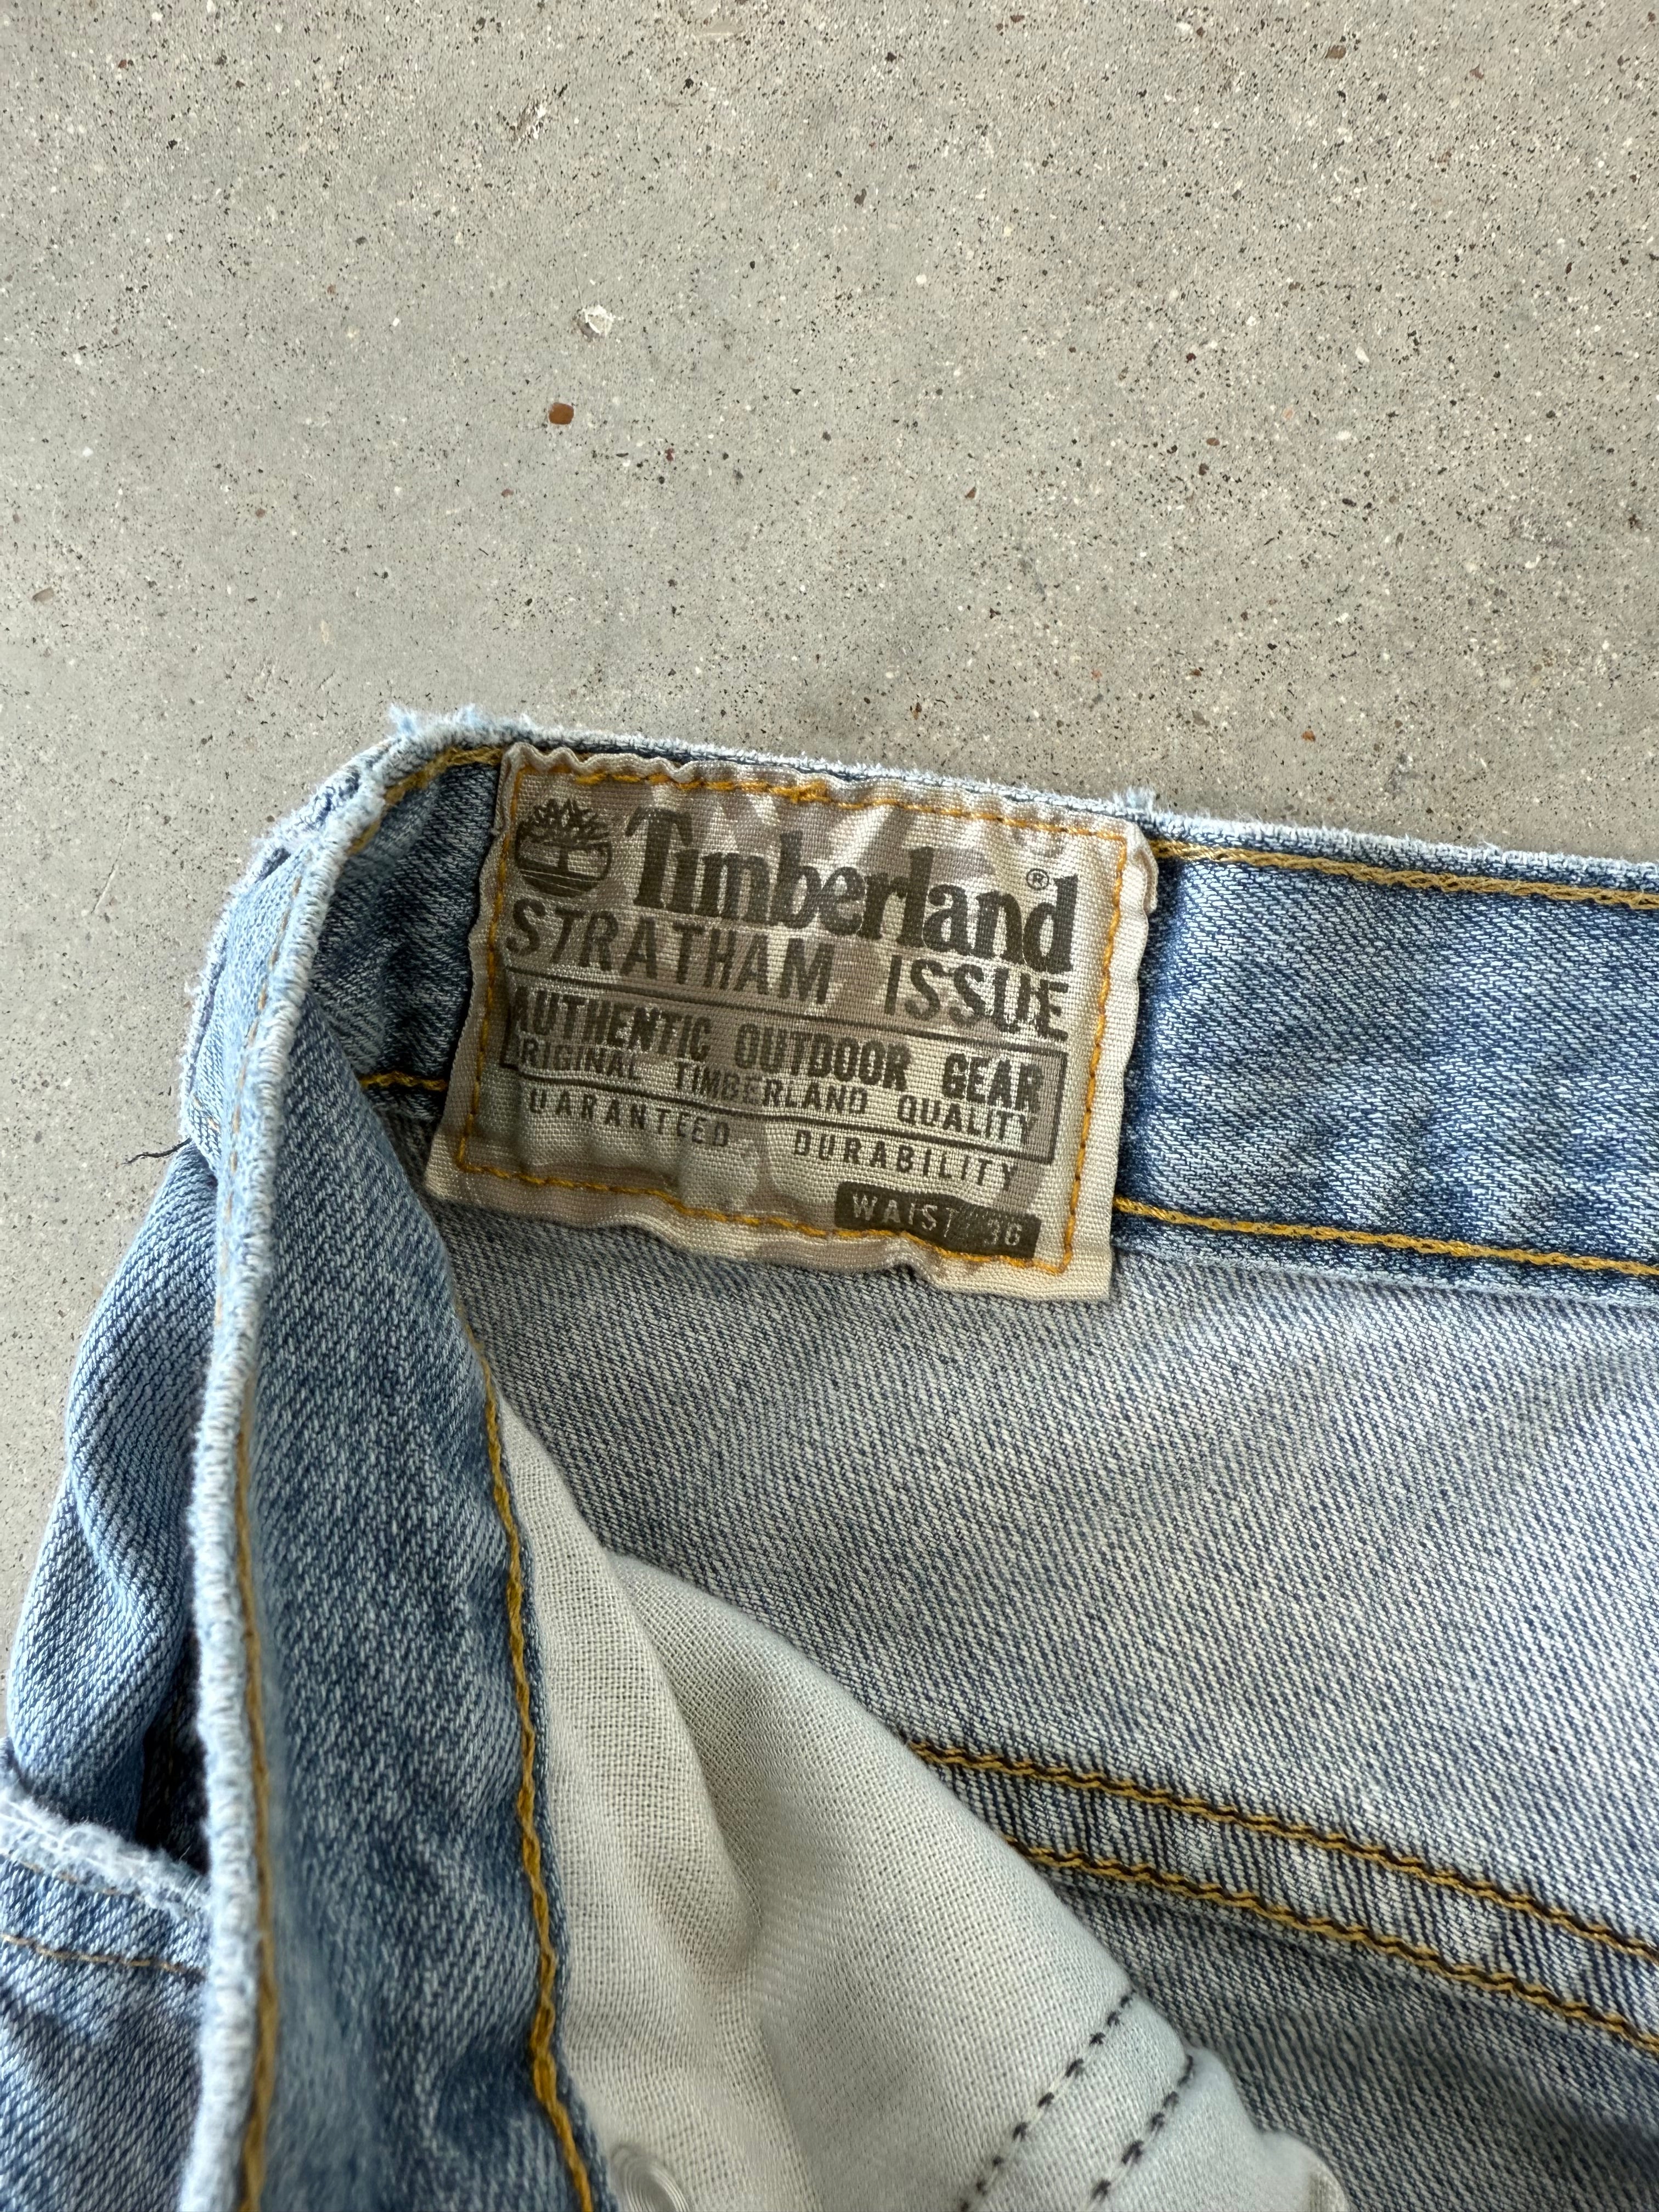 Timberland®
STRATHAM ISSUE
AUTHENTIC OUTDOOR GEAR
ORIGINAL TIMBERLAND QUALITY
GUARANTEED DURABILITY
WAIST 36